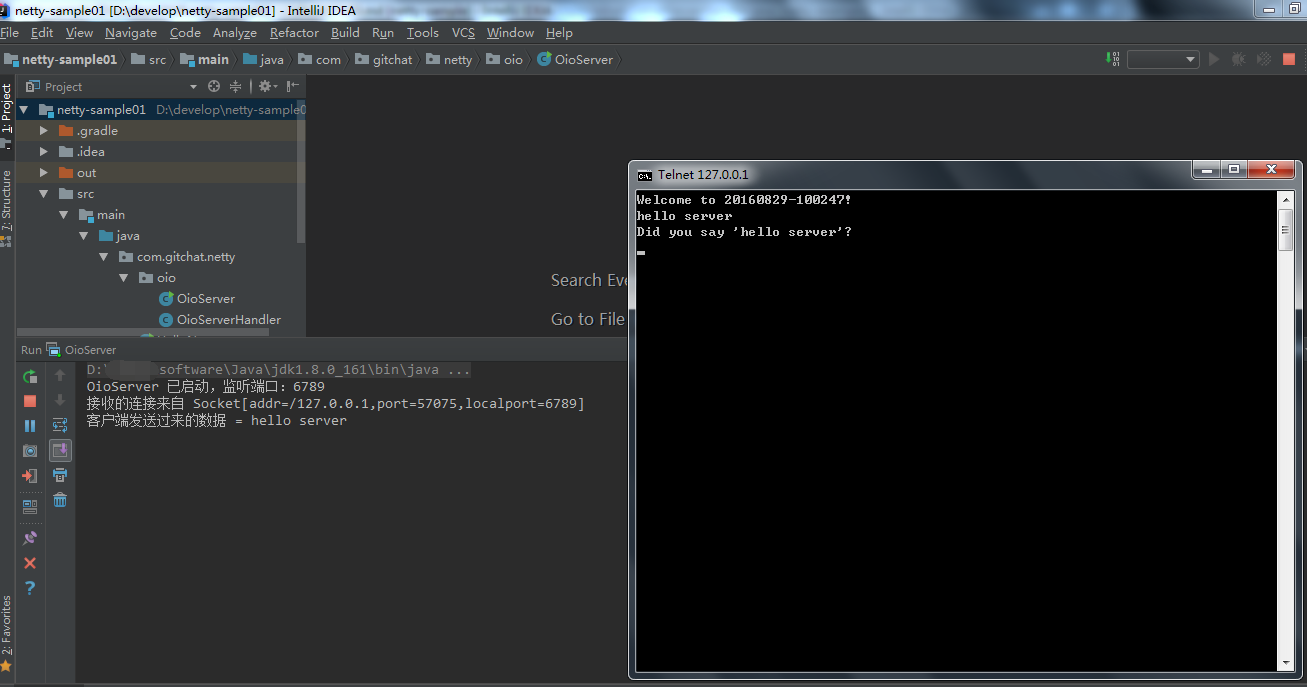 netty-sample01 [D:\develop\netty-sample01] - IntelliJ IDEA
File Edit View Navigate Code Analyze Refactor Build Run Tools VCS Window Help
netty-sample01 src main java com gitchat netty oio OioServer
1: Project
7: Structure
2: Favorites
Project
netty-sample01 D:\develop\netty-sample0
.gradle
.idea
out
src
main
java
com.gitchat.netty
oio
OioServer
OioServerHandler
Search Eve
Go to File
Run OioServer
D:\ software\Java\jdk1.8.0_161\bin\java ...
OioServer 已启动，监听端口：6789
接收的连接来自 Socket[addr=/127.0.0.1,port=57075,localport=6789]
客户端发送过来的数据 = hello server
Telnet 127.0.0.1
Welcome to 20160829-100247!
hello server
Did you say 'hello server'?